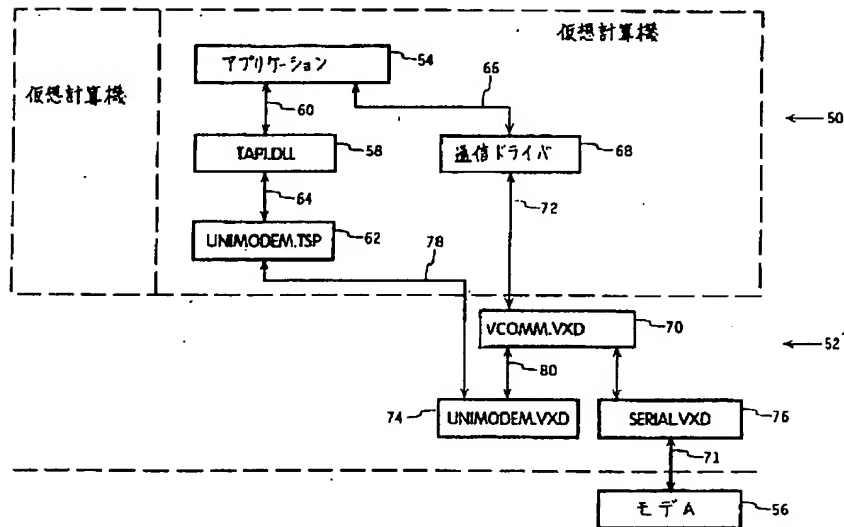 仮想計算機
仮想計算機
アプリケーション
54
66
60
50
TAPI.DLL
58
通信ドライバ
68
64
72
UNIMODEM.TSP
62
78
VCOMM.VXD
70
52
80
74
UNIMODEM.VXD
SERIAL.VXD
76
71
モデム
56